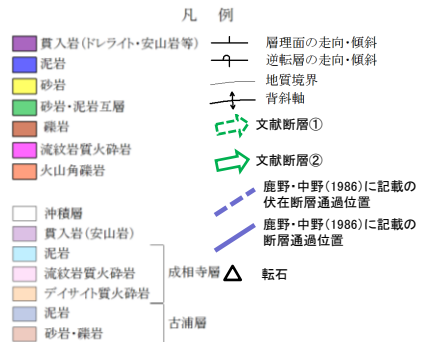 凡 例
貫入岩(ドレライト・安山岩等)
泥岩
砂岩
砂岩・泥岩互層
礫岩
流紋岩質火砕岩
火山角礫岩
沖積層
貫入岩(安山岩)
泥岩
流紋岩質火砕岩
デイサイト質火砕岩
成相寺層
泥岩
砂岩・礫岩
古浦層
層理面の走向・傾斜
逆転層の走向・傾斜
地質境界
背斜軸
文献断層①
文献断層②
鹿野・中野(1986)に記載の
伏在断層通過位置
鹿野・中野(1986)に記載の
断層通過位置
転石